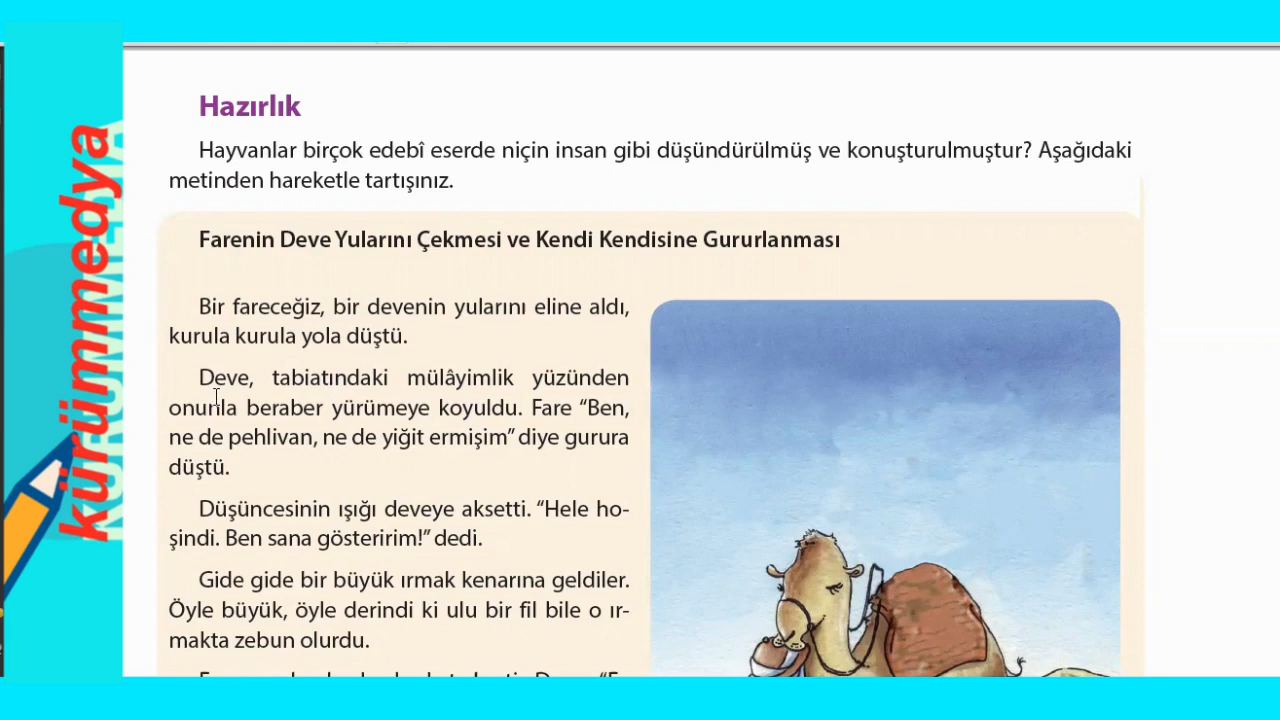 kürümmedya
KÜRÜMMEDYA
Hazırlık
Hayvanlar birçok edebî eserde niçin insan gibi düşündürülmüş ve konuşturulmuştur? Aşağıdaki
metinden hareketle tartışınız.
Farenin Deve Yularını Çekmesi ve Kendi Kendisine Gururlanması
Bir fareceğiz, bir devenin yularını eline aldı,
kurula kurula yola düştü.
Deve, tabiatındaki mülâyimlik yüzünden
onunla beraber yürümeye koyuldu. Fare “Ben,
ne de pehlivan, ne de yiğit ermişim” diye gurura
düştü.
Düşüncesinin ışığı deveye aksetti. “Hele ho-
şindi. Ben sana gösteririm!” dedi.
Gide gide bir büyük ırmak kenarına geldiler.
Öyle büyük, öyle derindi ki ulu bir fil bile o ır-
makta zebun olurdu.